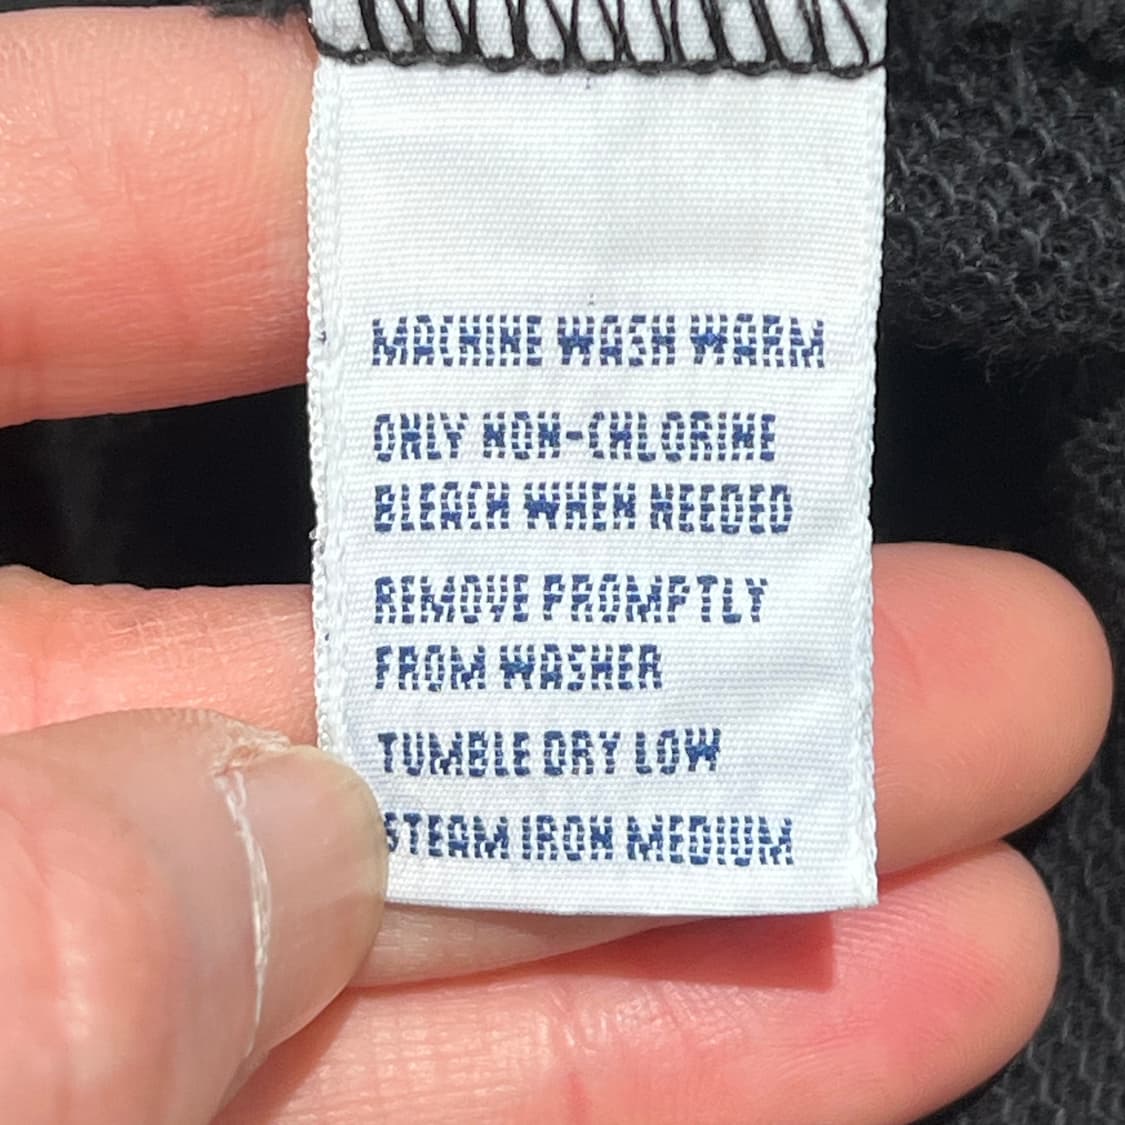 MACHINE WASH WARM
ONLY NON-CHLORINE
BLEACH WHEN NEEDED
REMOVE PROMPTLY
FROM WASHER
TUMBLE DRY LOW
STEAM IRON MEDIUM